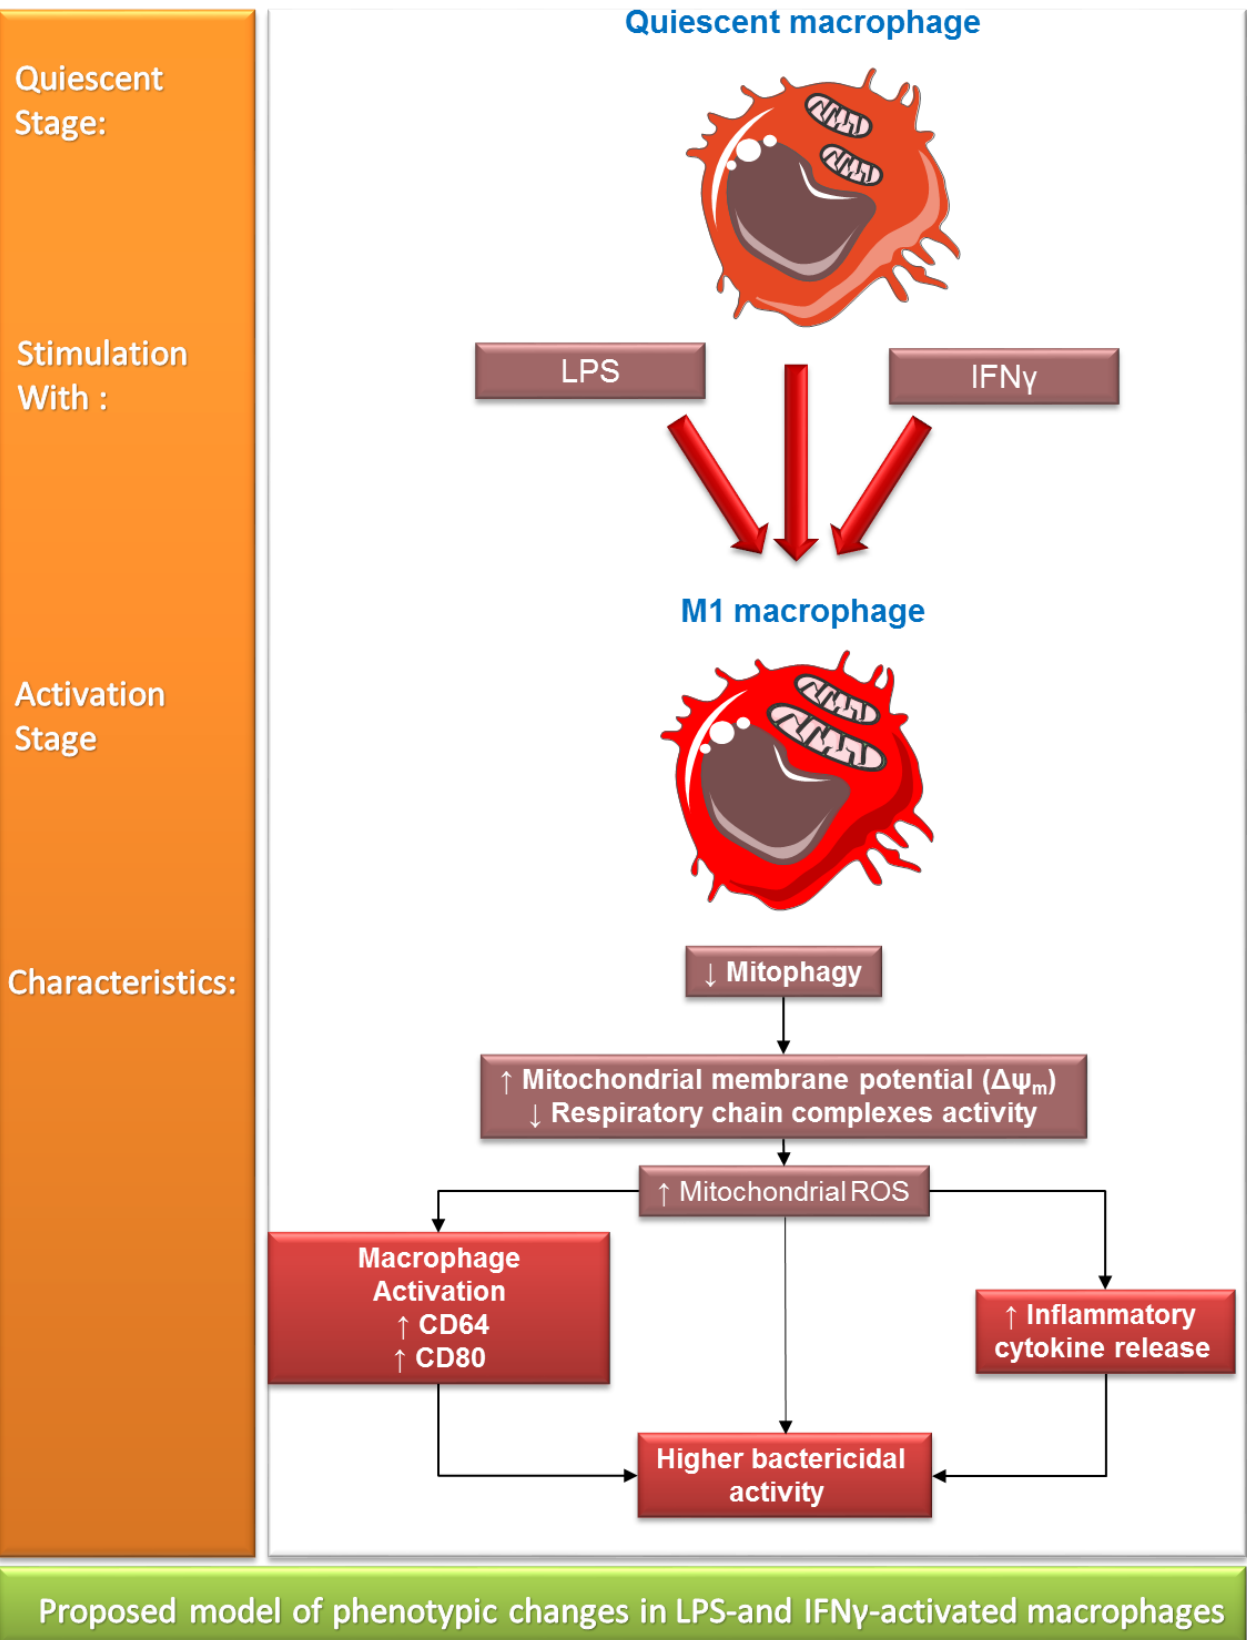 Quiescent macrophage
Quiescent
Stage:
Stimulation
With :
LPS
IFNγ
M1 macrophage
Activation
Stage
Characteristics:
↓ Mitophagy
↑ Mitochondrial membrane potential (Δψm)
↓ Respiratory chain complexes activity
↑ Mitochondrial ROS
Macrophage
Activation
↑ CD64
↑ CD80
↑ Inflammatory
cytokine release
Higher bactericidal
activity
Proposed model of phenotypic changes in LPS-and IFNγ-activated macrophages